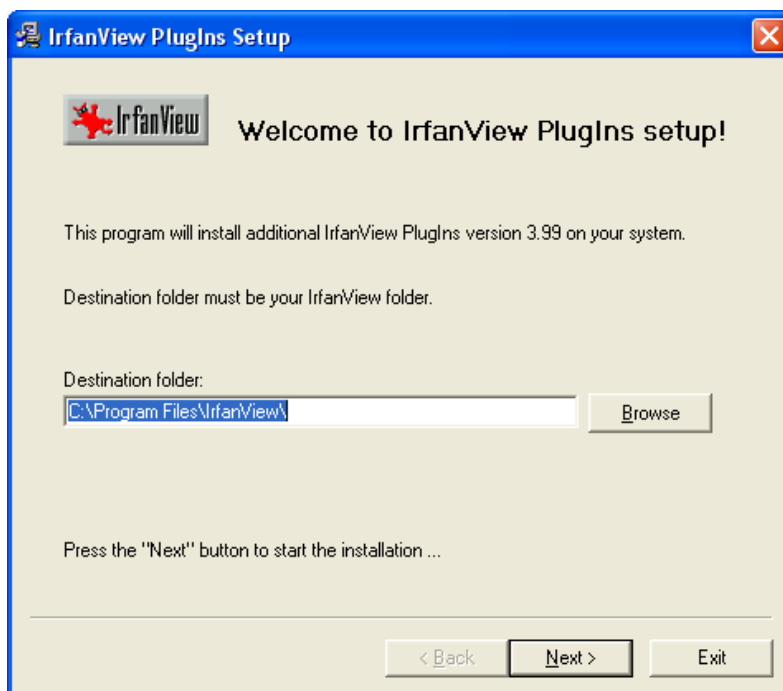 IrfanView PlugIns Setup
IrfanView
Welcome to IrfanView PlugIns setup!
This program will install additional IrfanView PlugIns version 3.99 on your system.
Destination folder must be your IrfanView folder.
Destination folder:
C:\Program Files\IrfanView\
Browse
Press the "Next" button to start the installation ...
< Back
Next >
Exit